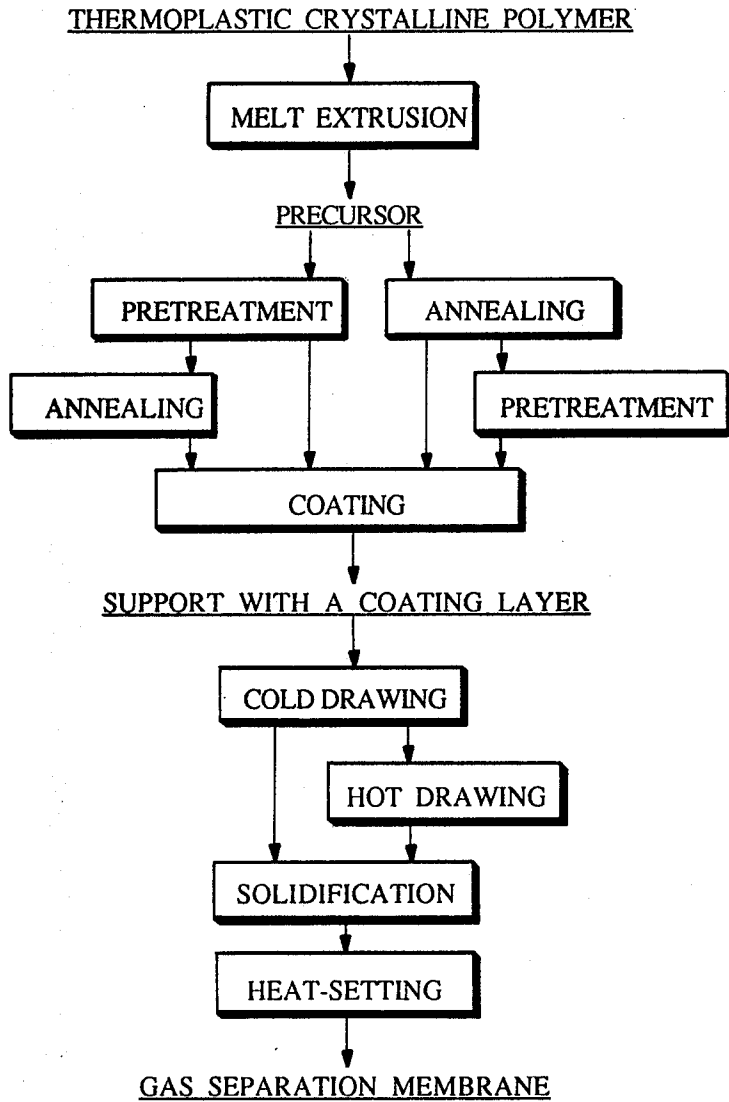 THERMOPLASTIC CRYSTALLINE POLYMER
MELT EXTRUSION
PRECURSOR
PRETREATMENT
ANNEALING
ANNEALING
PRETREATMENT
COATING
SUPPORT WITH A COATING LAYER
COLD DRAWING
HOT DRAWING
SOLIDIFICATION
HEAT-SETTING
GAS SEPARATION MEMBRANE